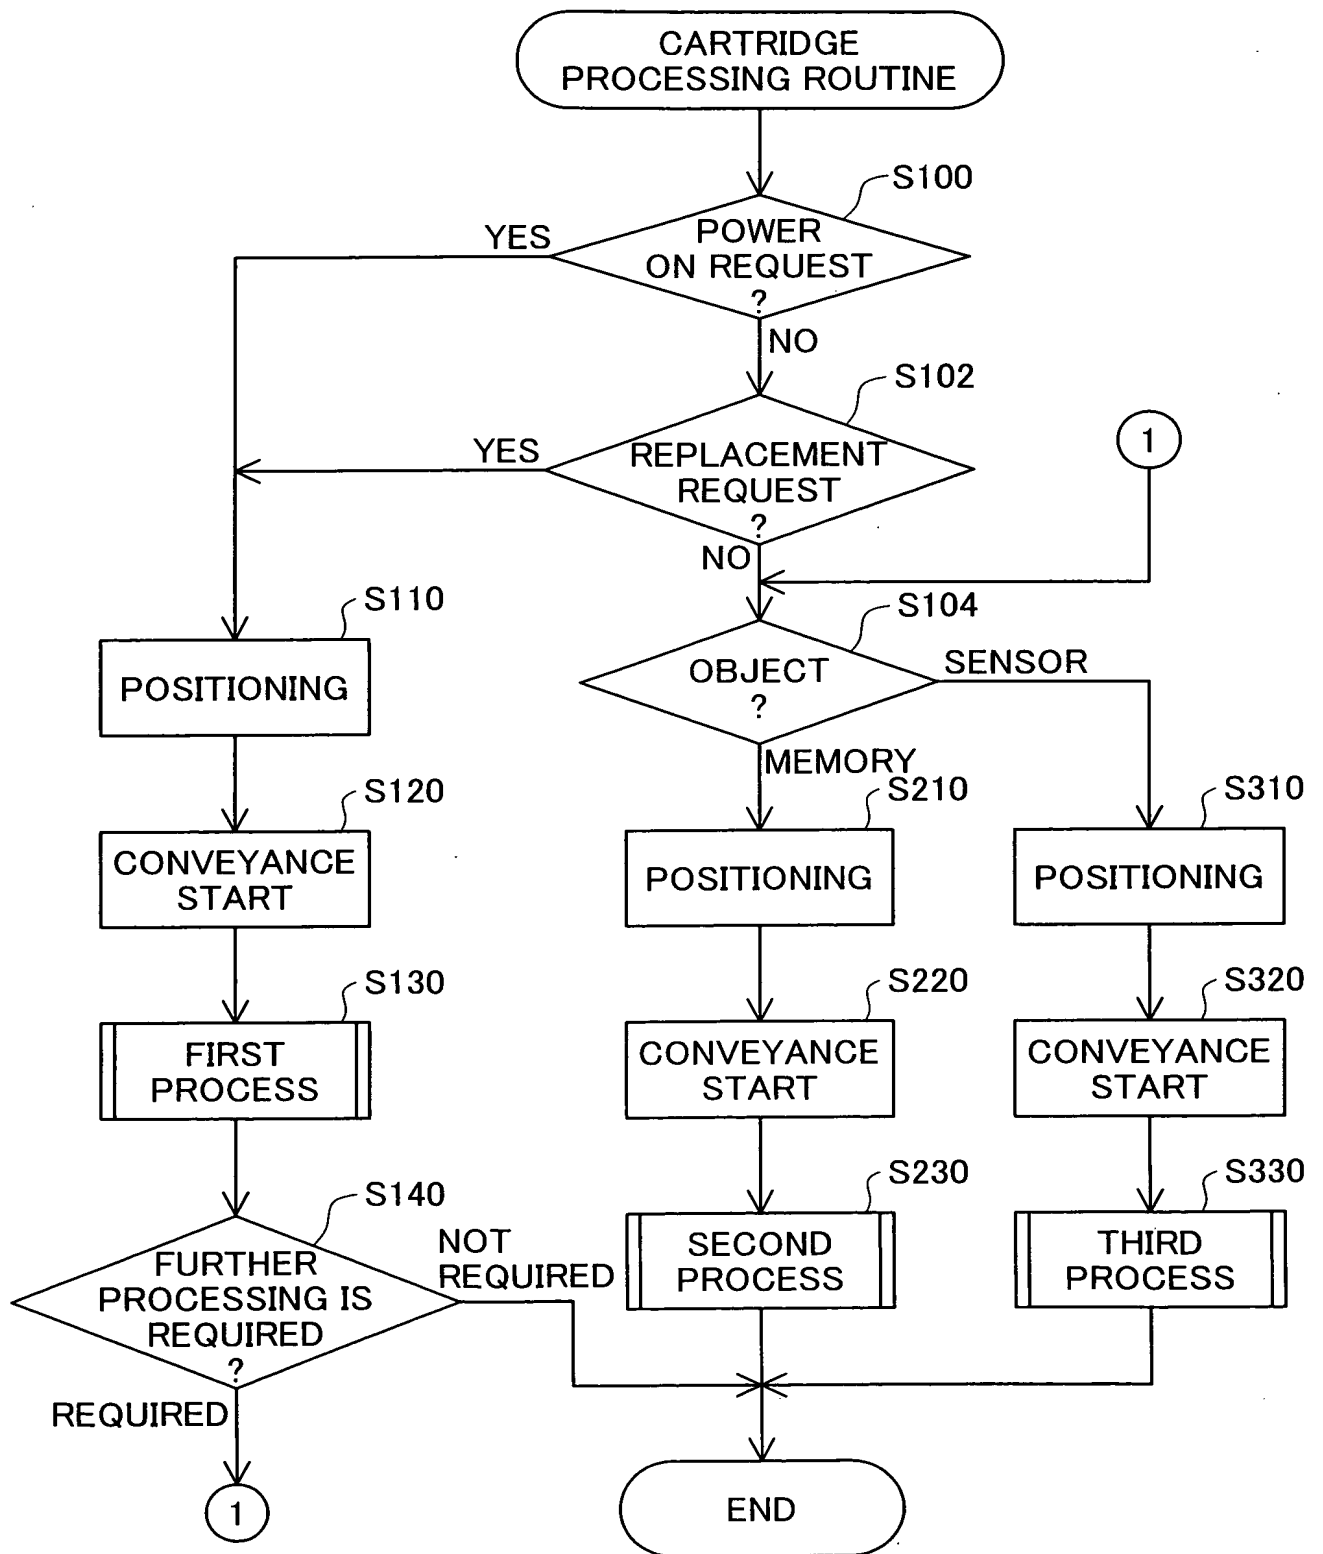 CARTRIDGE
PROCESSING ROUTINE
S100
YES
POWER
ON REQUEST
?
NO
S102
YES
REPLACEMENT
REQUEST
?
1
NO
S110
S104
POSITIONING
OBJECT
?
SENSOR
MEMORY
S120
S210
S310
CONVEYANCE
START
POSITIONING
POSITIONING
S130
S220
S320
FIRST
PROCESS
CONVEYANCE
START
CONVEYANCE
START
S140
S230
S330
FURTHER
PROCESSING IS
REQUIRED
?
NOT
REQUIRED
SECOND
PROCESS
THIRD
PROCESS
REQUIRED
1
END